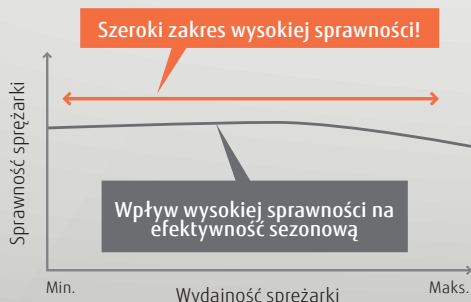 Szeroki zakres wysokiej sprawności!
Sprawność sprężarki
Wpływ wysokiej sprawności na
efektywność sezonową
Min.
Maks.
Wydajność sprężarki